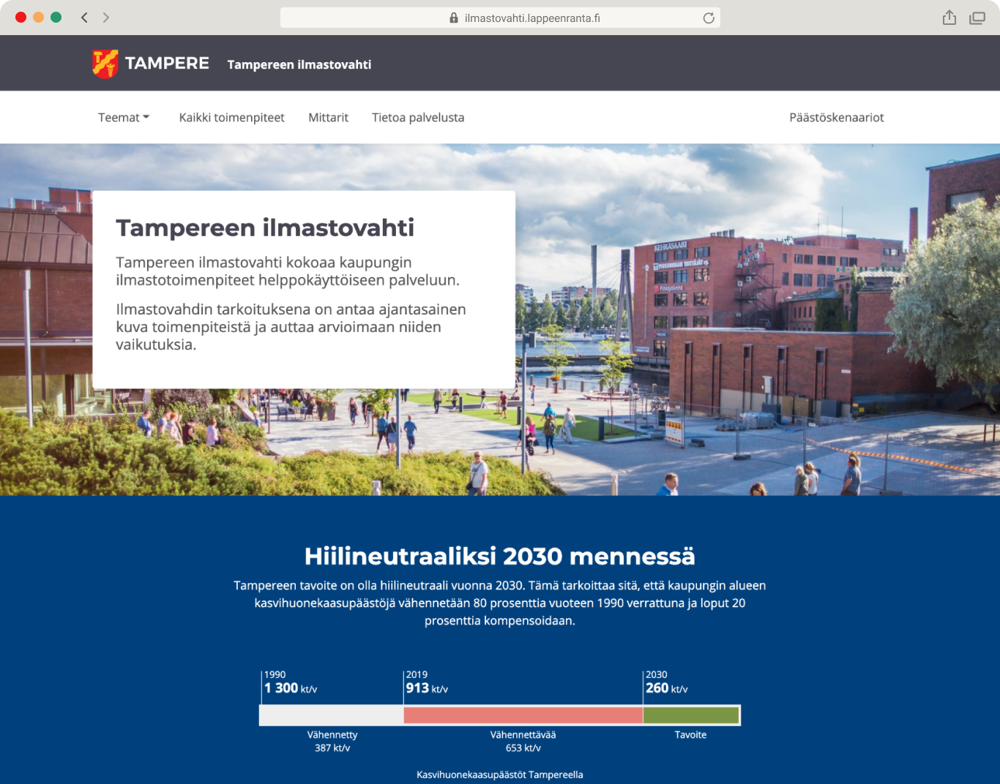 ilmastovahti.lappeenranta.fi
TAMPERE Tampereen ilmastovahti
Teemat Kaikki toimenpiteet Mittarit Tietoa palvelusta Päästöskenaariot
Tampereen ilmastovahti
Tampereen ilmastovahti kokoaa kaupungin
ilmastotoimenpiteet helppokäyttöiseen palveluun.
Ilmastovahdin tarkoituksena on antaa ajantasainen
kuva toimenpiteistä ja auttaa arvioimaan niiden
vaikutuksia.
KEHRÄSAARI
Pihlajalinna
Hiilineutraaliksi 2030 mennessä
Tampereen tavoite on olla hiilineutraali vuonna 2030. Tämä tarkoittaa sitä, että kaupungin alueen
kasvihuonekaasupäästöjä vähennetään 80 prosenttia vuoteen 1990 verrattuna ja loput 20
prosenttia kompensoidaan.
1990 2019 2030
1 300 kt/v 913 kt/v 260 kt/v
Vähennetty Vähennettävää Tavoite
387 kt/v 653 kt/v
Kasvihuonekaasupäästöt Tampereella